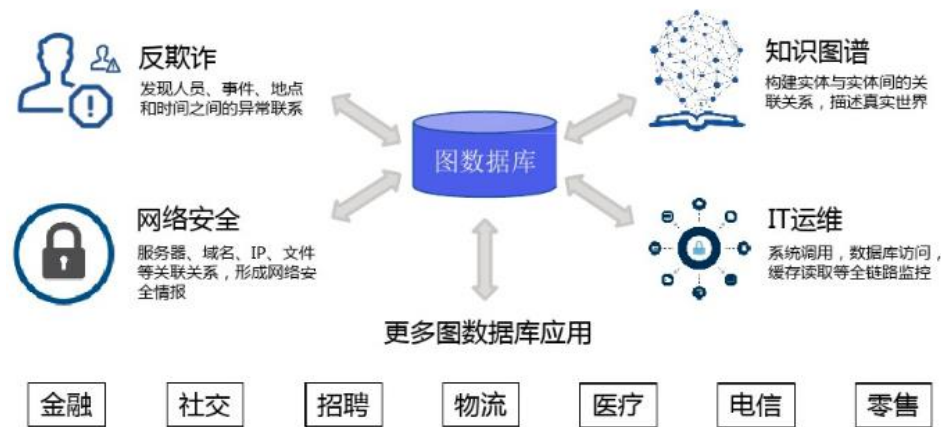 反欺诈
发现人员、事件、地点
和时间之间的异常联系
知识图谱
构建实体与实体间的关
联关系，描述真实世界
图数据库
网络安全
服务器、域名、IP、文件
等关联关系，形成网络安
全情报
IT运维
系统调用，数据库访问，
缓存读取等全链路监控
更多图数据库应用
金融 社交 招聘 物流 医疗 电信 零售